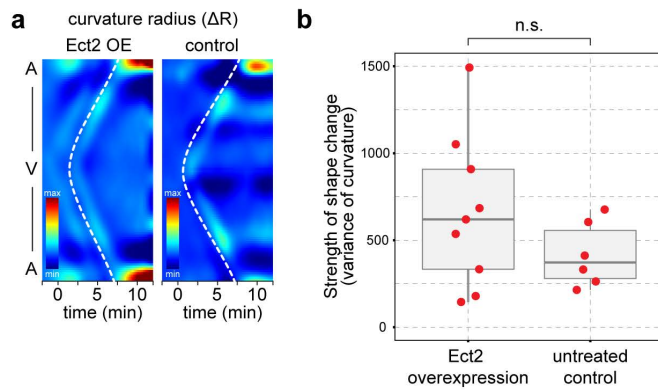 a
curvature radius (ΔR)
Ect2 OE
control
A
V
A
max
min
max
min
0 5 10
0 5 10
time (min)
time (min)
b
n.s.
Strength of shape change
(variance of curvature)
1500
1000
500
0
Ect2
overexpression
untreated
control